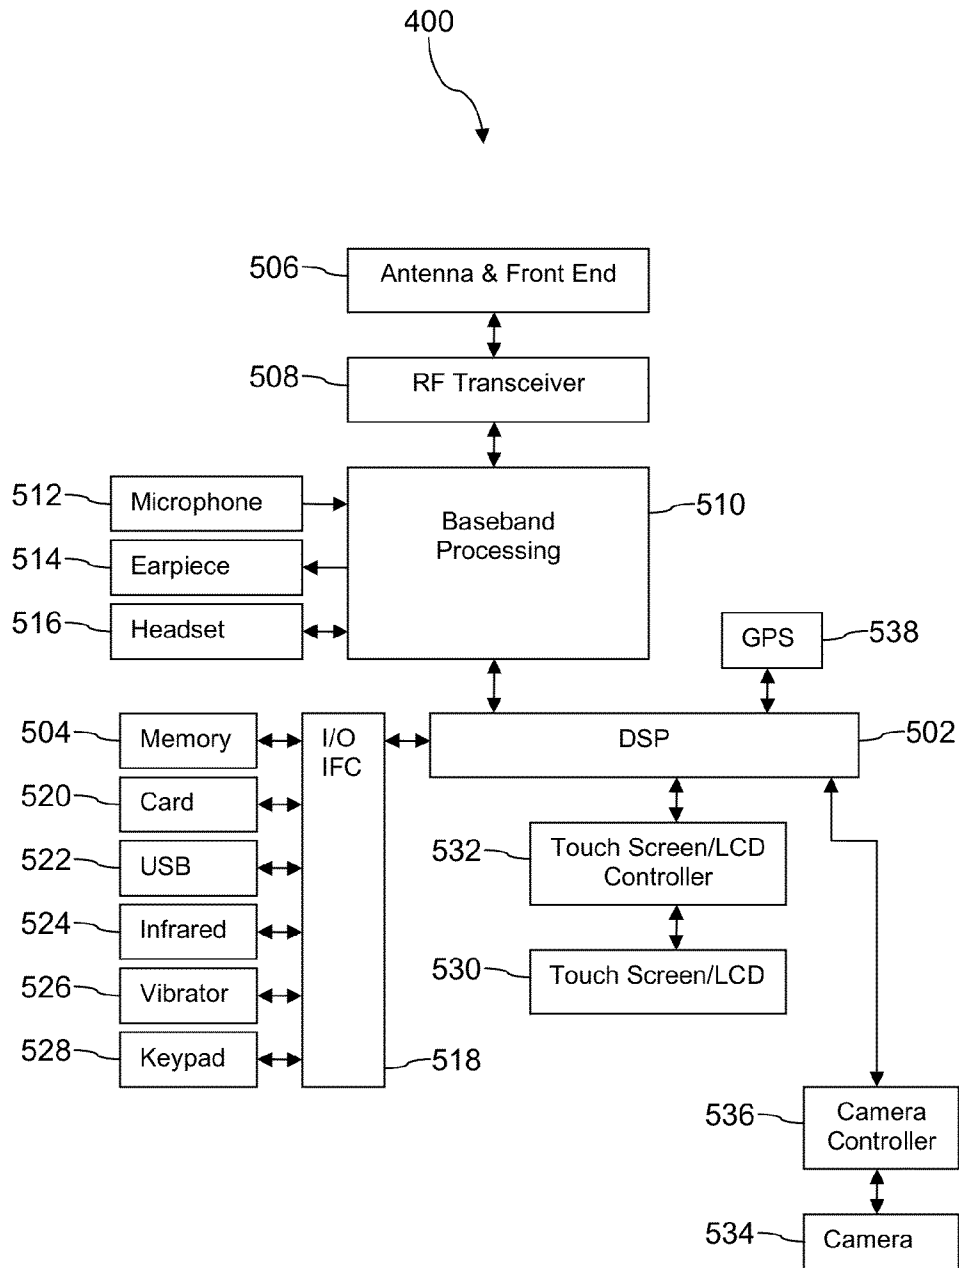 400
506
Antenna & Front End
508
RF Transceiver
512
Microphone
Baseband
Processing
510
514
Earpiece
516
Headset
GPS
538
504
Memory
I/O
IFC
DSP
502
520
Card
532
Touch Screen/LCD
Controller
522
USB
524
Infrared
530
Touch Screen/LCD
526
Vibrator
528
Keypad
518
536
Camera
Controller
534
Camera